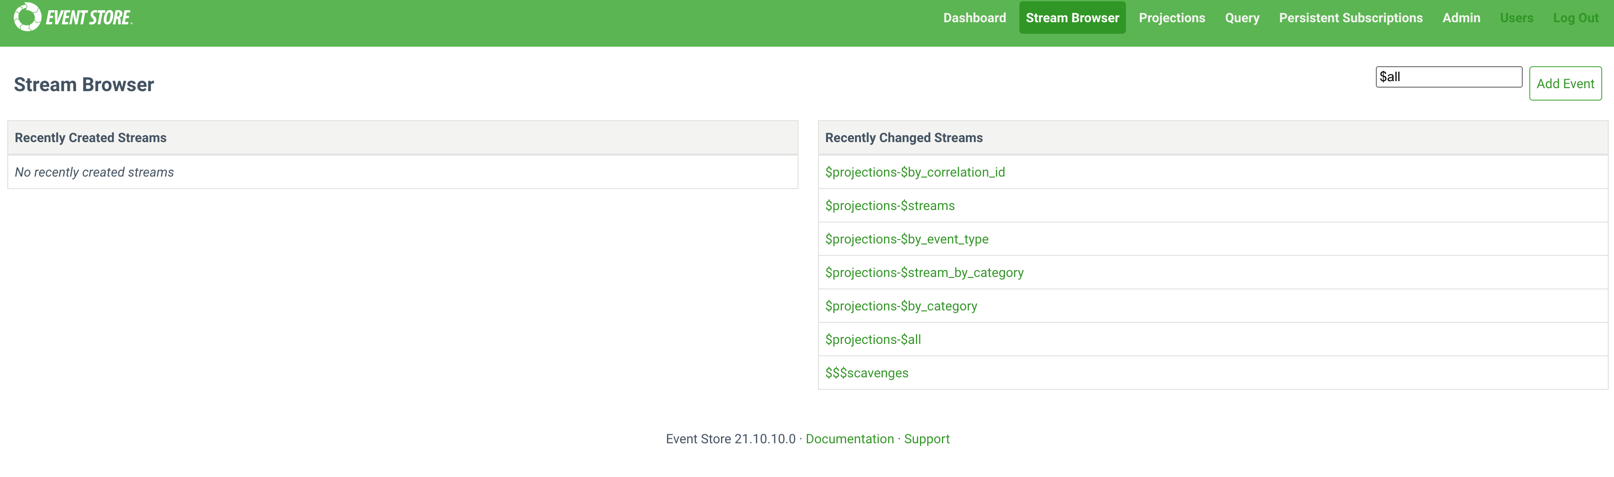 EVENT STORE
Dashboard Stream Browser Projections Query Persistent Subscriptions Admin Users Log Out
Stream Browser
$all
Add Event
Recently Created Streams
No recently created streams
Recently Changed Streams
$projections-$by_correlation_id
$projections-$streams
$projections-$by_event_type
$projections-$stream_by_category
$projections-$by_category
$projections-$all
$$$scavenges
Event Store 21.10.10.0 · Documentation · Support